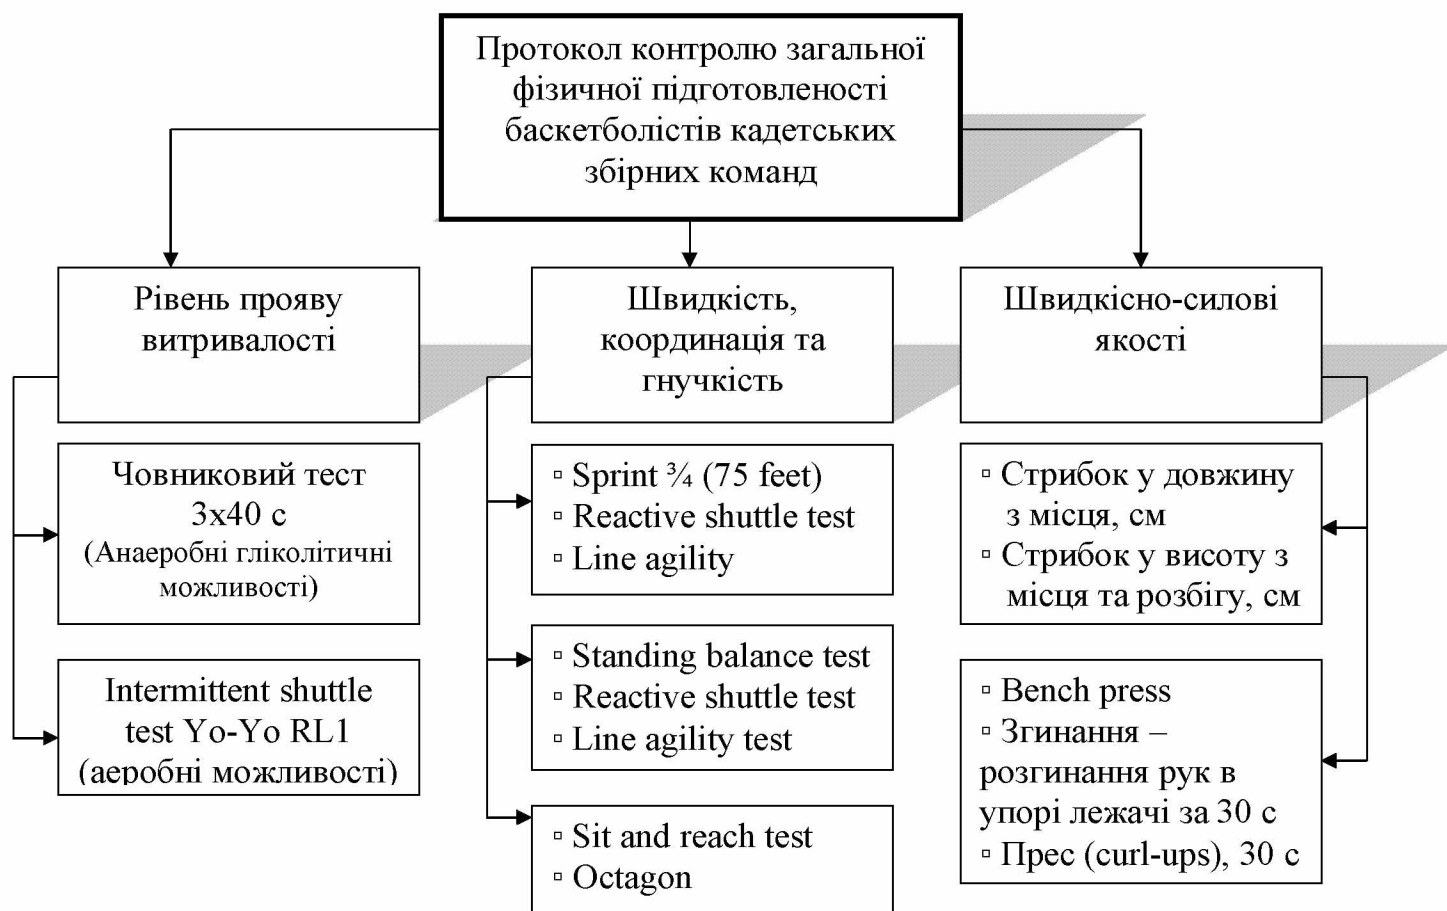 Протокол контролю загальної
фізичної підготовленості
баскетболістів кадетських
збірних команд
Рівень прояву
витривалості
Човниковий тест
3х40 с
(Анаеробні гліколітичні
можливості)
Intermittent shuttle
test Yo-Yo RL1
(аеробні можливості)
Швидкість,
координація та
гнучкість
▫ Sprint ¾ (75 feet)
▫ Reactive shuttle test
▫ Line agility
▫ Standing balance test
▫ Reactive shuttle test
▫ Line agility test
▫ Sit and reach test
▫ Octagon
Швидкісно-силові
якості
▫ Стрибок у довжину
з місця, см
▫ Стрибок у висоту з
місця та розбігу, см
▫ Bench press
▫ Згинання –
розгинання рук в
упорі лежачі за 30 с
▫ Прес (curl-ups), 30 с